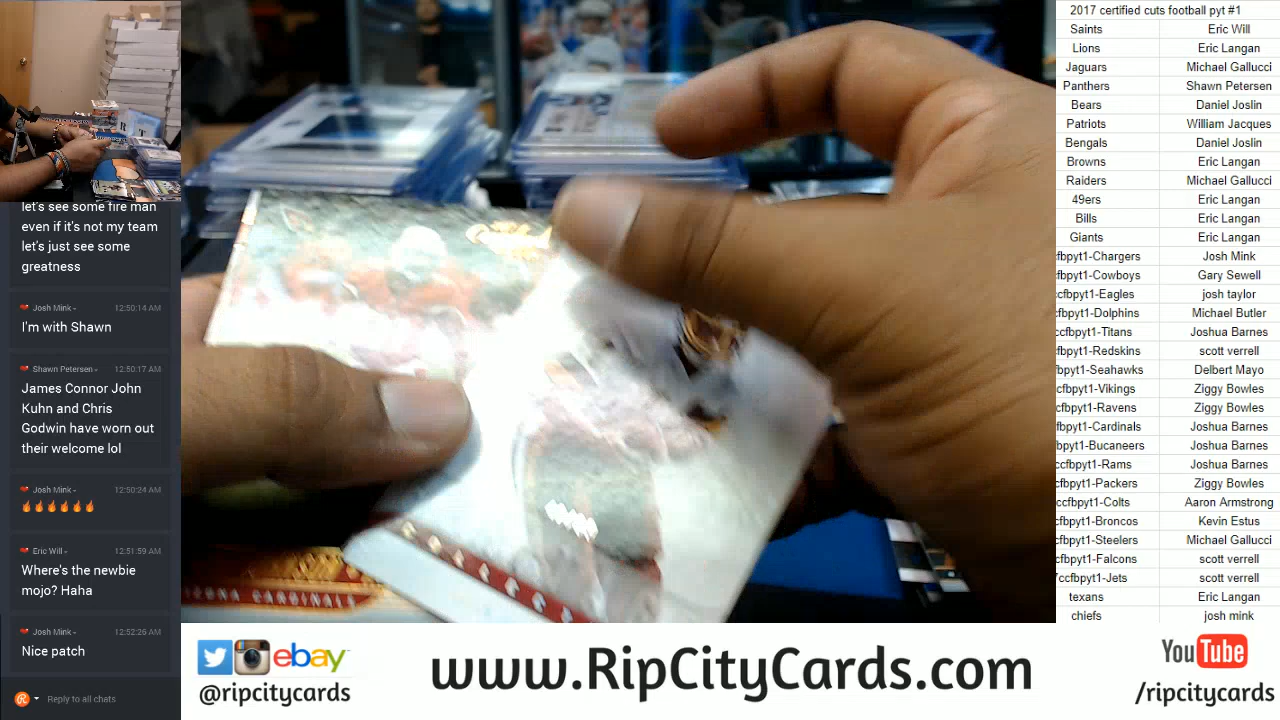 let's see some fire man
even if it's not my team
let's just see some
greatness
Josh Mink
12:50:14 AM
I'm with Shawn
Shawn Petersen
12:50:17 AM
James Connor John
Kuhn and Chris
Godwin have worn out
their welcome lol
Josh Mink
12:50:24 AM
🔥🔥🔥🔥🔥🔥
Eric Will
12:51:59 AM
Where's the newbie
mojo? Haha
Josh Mink
12:52:26 AM
Nice patch
Reply to all chats
CARDINALS
ebay
@ripcitycards
www.RipCityCards.com
YouTube
/ripcitycards
2017 certified cuts football pyt #1
Saints Eric Will
Lions Eric Langan
Jaguars Michael Gallucci
Panthers Shawn Petersen
Bears Daniel Joslin
Patriots William Jacques
Bengals Daniel Joslin
Browns Eric Langan
Raiders Michael Gallucci
49ers Eric Langan
Bills Eric Langan
Giants Eric Langan
cfbpyt1-Chargers Josh Mink
ccfbpyt1-Cowboys Gary Sewell
ccfbpyt1-Eagles josh taylor
cfbpyt1-Dolphins Michael Butler
ccfbpyt1-Titans Joshua Barnes
cfbpyt1-Redskins scott verrell
fbpyt1-Seahawks Delbert Mayo
cfbpyt1-Vikings Ziggy Bowles
cfbpyt1-Ravens Ziggy Bowles
fbpyt1-Cardinals Joshua Barnes
bpyt1-Bucaneers Joshua Barnes
ccfbpyt1-Rams Joshua Barnes
cfbpyt1-Packers Ziggy Bowles
ccfbpyt1-Colts Aaron Armstrong
cfbpyt1-Broncos Kevin Estus
cfbpyt1-Steelers Michael Gallucci
cfbpyt1-Falcons scott verrell
7ccfbpyt1-Jets scott verrell
texans Eric Langan
chiefs josh mink